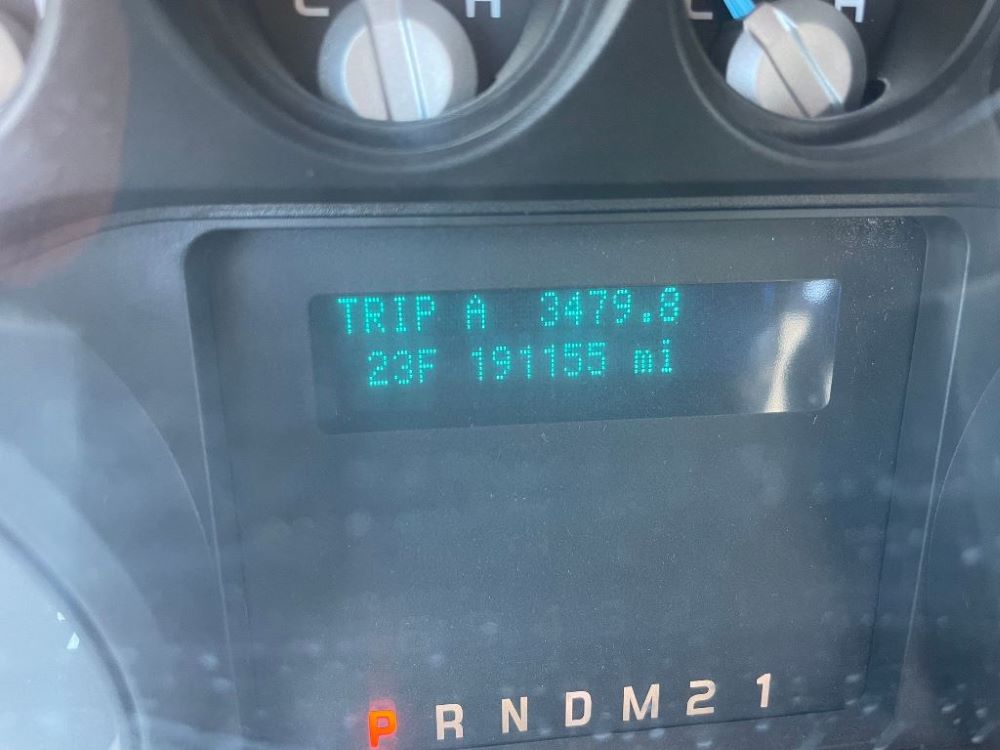 C H C H
TRIP A 3479.8
23F 191155 mi
P R N D M 2 1